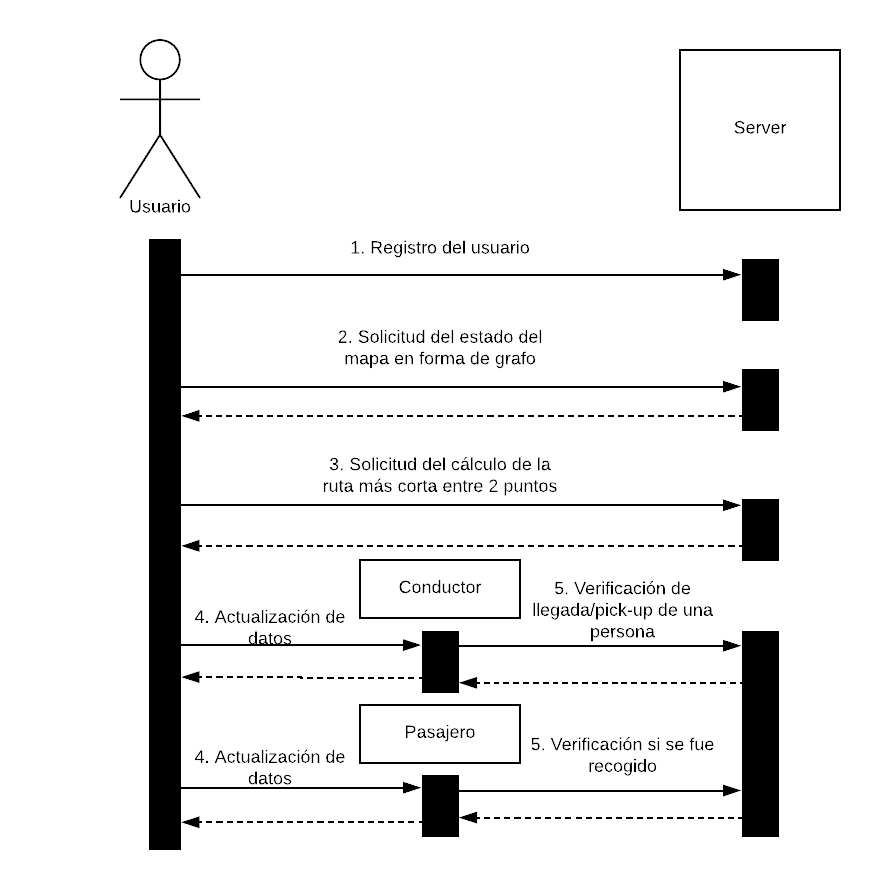 Usuario
Server
1. Registro del usuario
2. Solicitud del estado del
mapa en forma de grafo
3. Solicitud del cálculo de la
ruta más corta entre 2 puntos
Conductor
4. Actualización de
datos
5. Verificación de
llegada/pick-up de una
persona
Pasajero
4. Actualización de
datos
5. Verificación si se fue
recogido